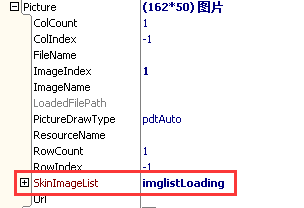 Picture (162*50) 图片
ColCount 1
ColIndex -1
FileName
ImageIndex 1
ImageName
LoadedFilePath
PictureDrawType pdtAuto
ResourceName
RowCount 1
RowIndex -1
SkinImageList imglistLoading
Url